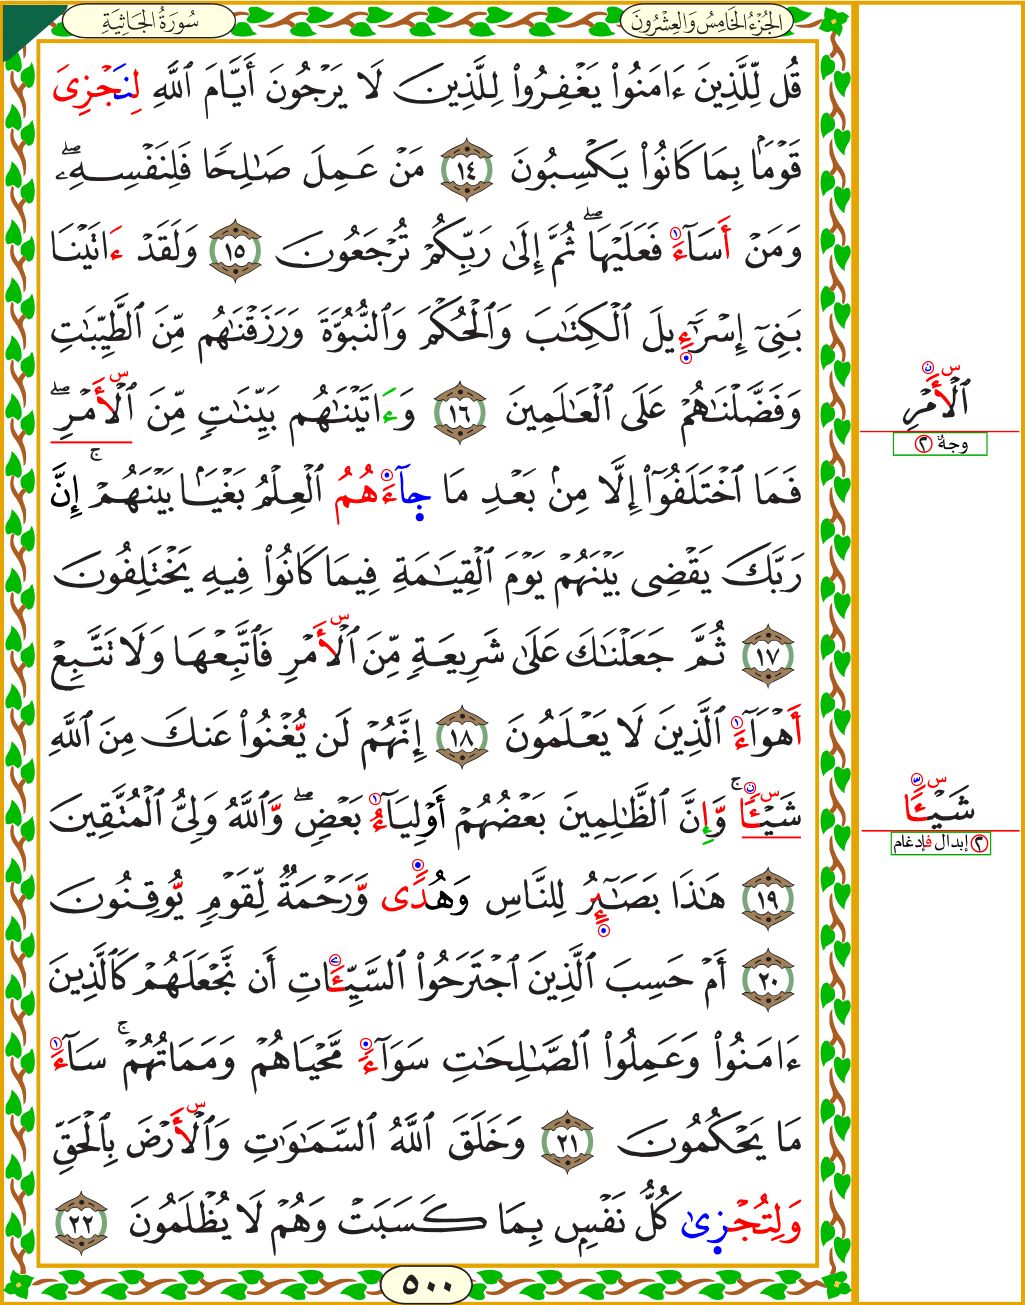 سُورَةُ الجَاثِيَةِ
الجُزْءُ الخَامِسُ وَالعِشْرُونَ
قُل لِّلَّذِينَ ءَامَنُوا۟ يَغْفِرُوا۟ لِلَّذِينَ لَا يَرْجُونَ أَيَّامَ ٱللَّهِ لِنَجْزِىَ
قَوْمًۢا بِمَا كَانُوا۟ يَكْسِبُونَ ١٤ مَنْ عَمِلَ صَـٰلِحًا فَلِنَفْسِهِۦۖ
وَمَنْ أَسَآءَ فَعَلَيْهَاۖ ثُمَّ إِلَىٰ رَبِّكُمْ تُرْجَعُونَ ١٥ وَلَقَدْ ءَاتَيْنَا
بَنِىٓ إِسْرَـٰٓءِيلَ ٱلْكِتَـٰبَ وَٱلْحُكْمَ وَٱلنُّبُوَّةَ وَرَزَقْنَـٰهُم مِّنَ ٱلطَّيِّبَـٰتِ
وَفَضَّلْنَـٰهُمْ عَلَى ٱلْعَـٰلَمِينَ ١٦ وَءَاتَيْنَـٰهُم بَيِّنَـٰتٍ مِّنَ ٱلْأَمْرِۖ
فَمَا ٱخْتَلَفُوٓا۟ إِلَّا مِنۢ بَعْدِ مَا جَآءَهُمُ ٱلْعِلْمُ بَغْيًۢا بَيْنَهُمْۚ إِنَّ
رَبَّكَ يَقْضِى بَيْنَهُمْ يَوْمَ ٱلْقِيَـٰمَةِ فِيمَا كَانُوا۟ فِيهِ يَخْتَلِفُونَ
١٧ ثُمَّ جَعَلْنَـٰكَ عَلَىٰ شَرِيعَةٍ مِّنَ ٱلْأَمْرِ فَٱتَّبِعْهَا وَلَا تَتَّبِعْ
أَهْوَآءَ ٱلَّذِينَ لَا يَعْلَمُونَ ١٨ إِنَّهُمْ لَن يُّغْنُوا۟ عَنكَ مِنَ ٱللَّهِ
شَيْـًٔاۚ وَّإِنَّ ٱلظَّـٰلِمِينَ بَعْضُهُمْ أَوْلِيَآءُ بَعْضٍۖ وَّٱللَّهُ وَلِىُّ ٱلْمُتَّقِينَ
١٩ هَـٰذَا بَصَـٰٓئِرُ لِلنَّاسِ وَهُدًى وَّرَحْمَةٌ لِّقَوْمٍ يُّوقِنُونَ
٢٠ أَمْ حَسِبَ ٱلَّذِينَ ٱجْتَرَحُوا۟ ٱلسَّيِّـَٔاتِ أَن نَّجْعَلَهُمْ كَٱلَّذِينَ
ءَامَنُوا۟ وَعَمِلُوا۟ ٱلصَّـٰلِحَـٰتِ سَوَآءً مَّحْيَاهُمْ وَمَمَاتُهُمْۚ سَآءَ
مَا يَحْكُمُونَ ٢١ وَخَلَقَ ٱللَّهُ ٱلسَّمَـٰوَٰتِ وَٱلْأَرْضَ بِٱلْحَقِّ
وَلِتُجْزِىٰ كُلُّ نَفْسٍ بِمَا كَسَبَتْ وَهُمْ لَا يُظْلَمُونَ ٢٢
٥٠٠
ٱلْأَمْرِ
٢ وجهٌ
شَيْـًٔا
٢ إبدال فإدغام